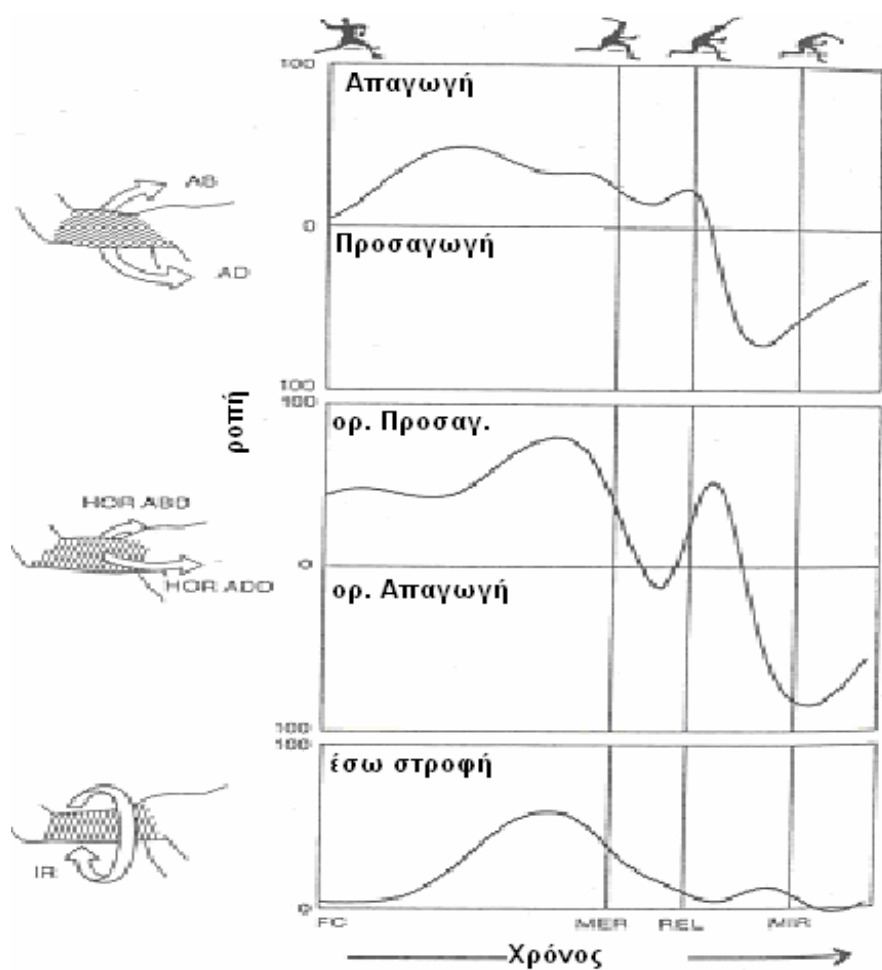 100
Απαγωγή
AB
0
Προσαγωγή
AD
100
ροπή
100
ορ. Προσαγ.
HOR ABD
0
HOR ADD
ορ. Απαγωγή
100
100
έσω στροφή
IR
0
FC
MER
REL
MIR
Χρόνος